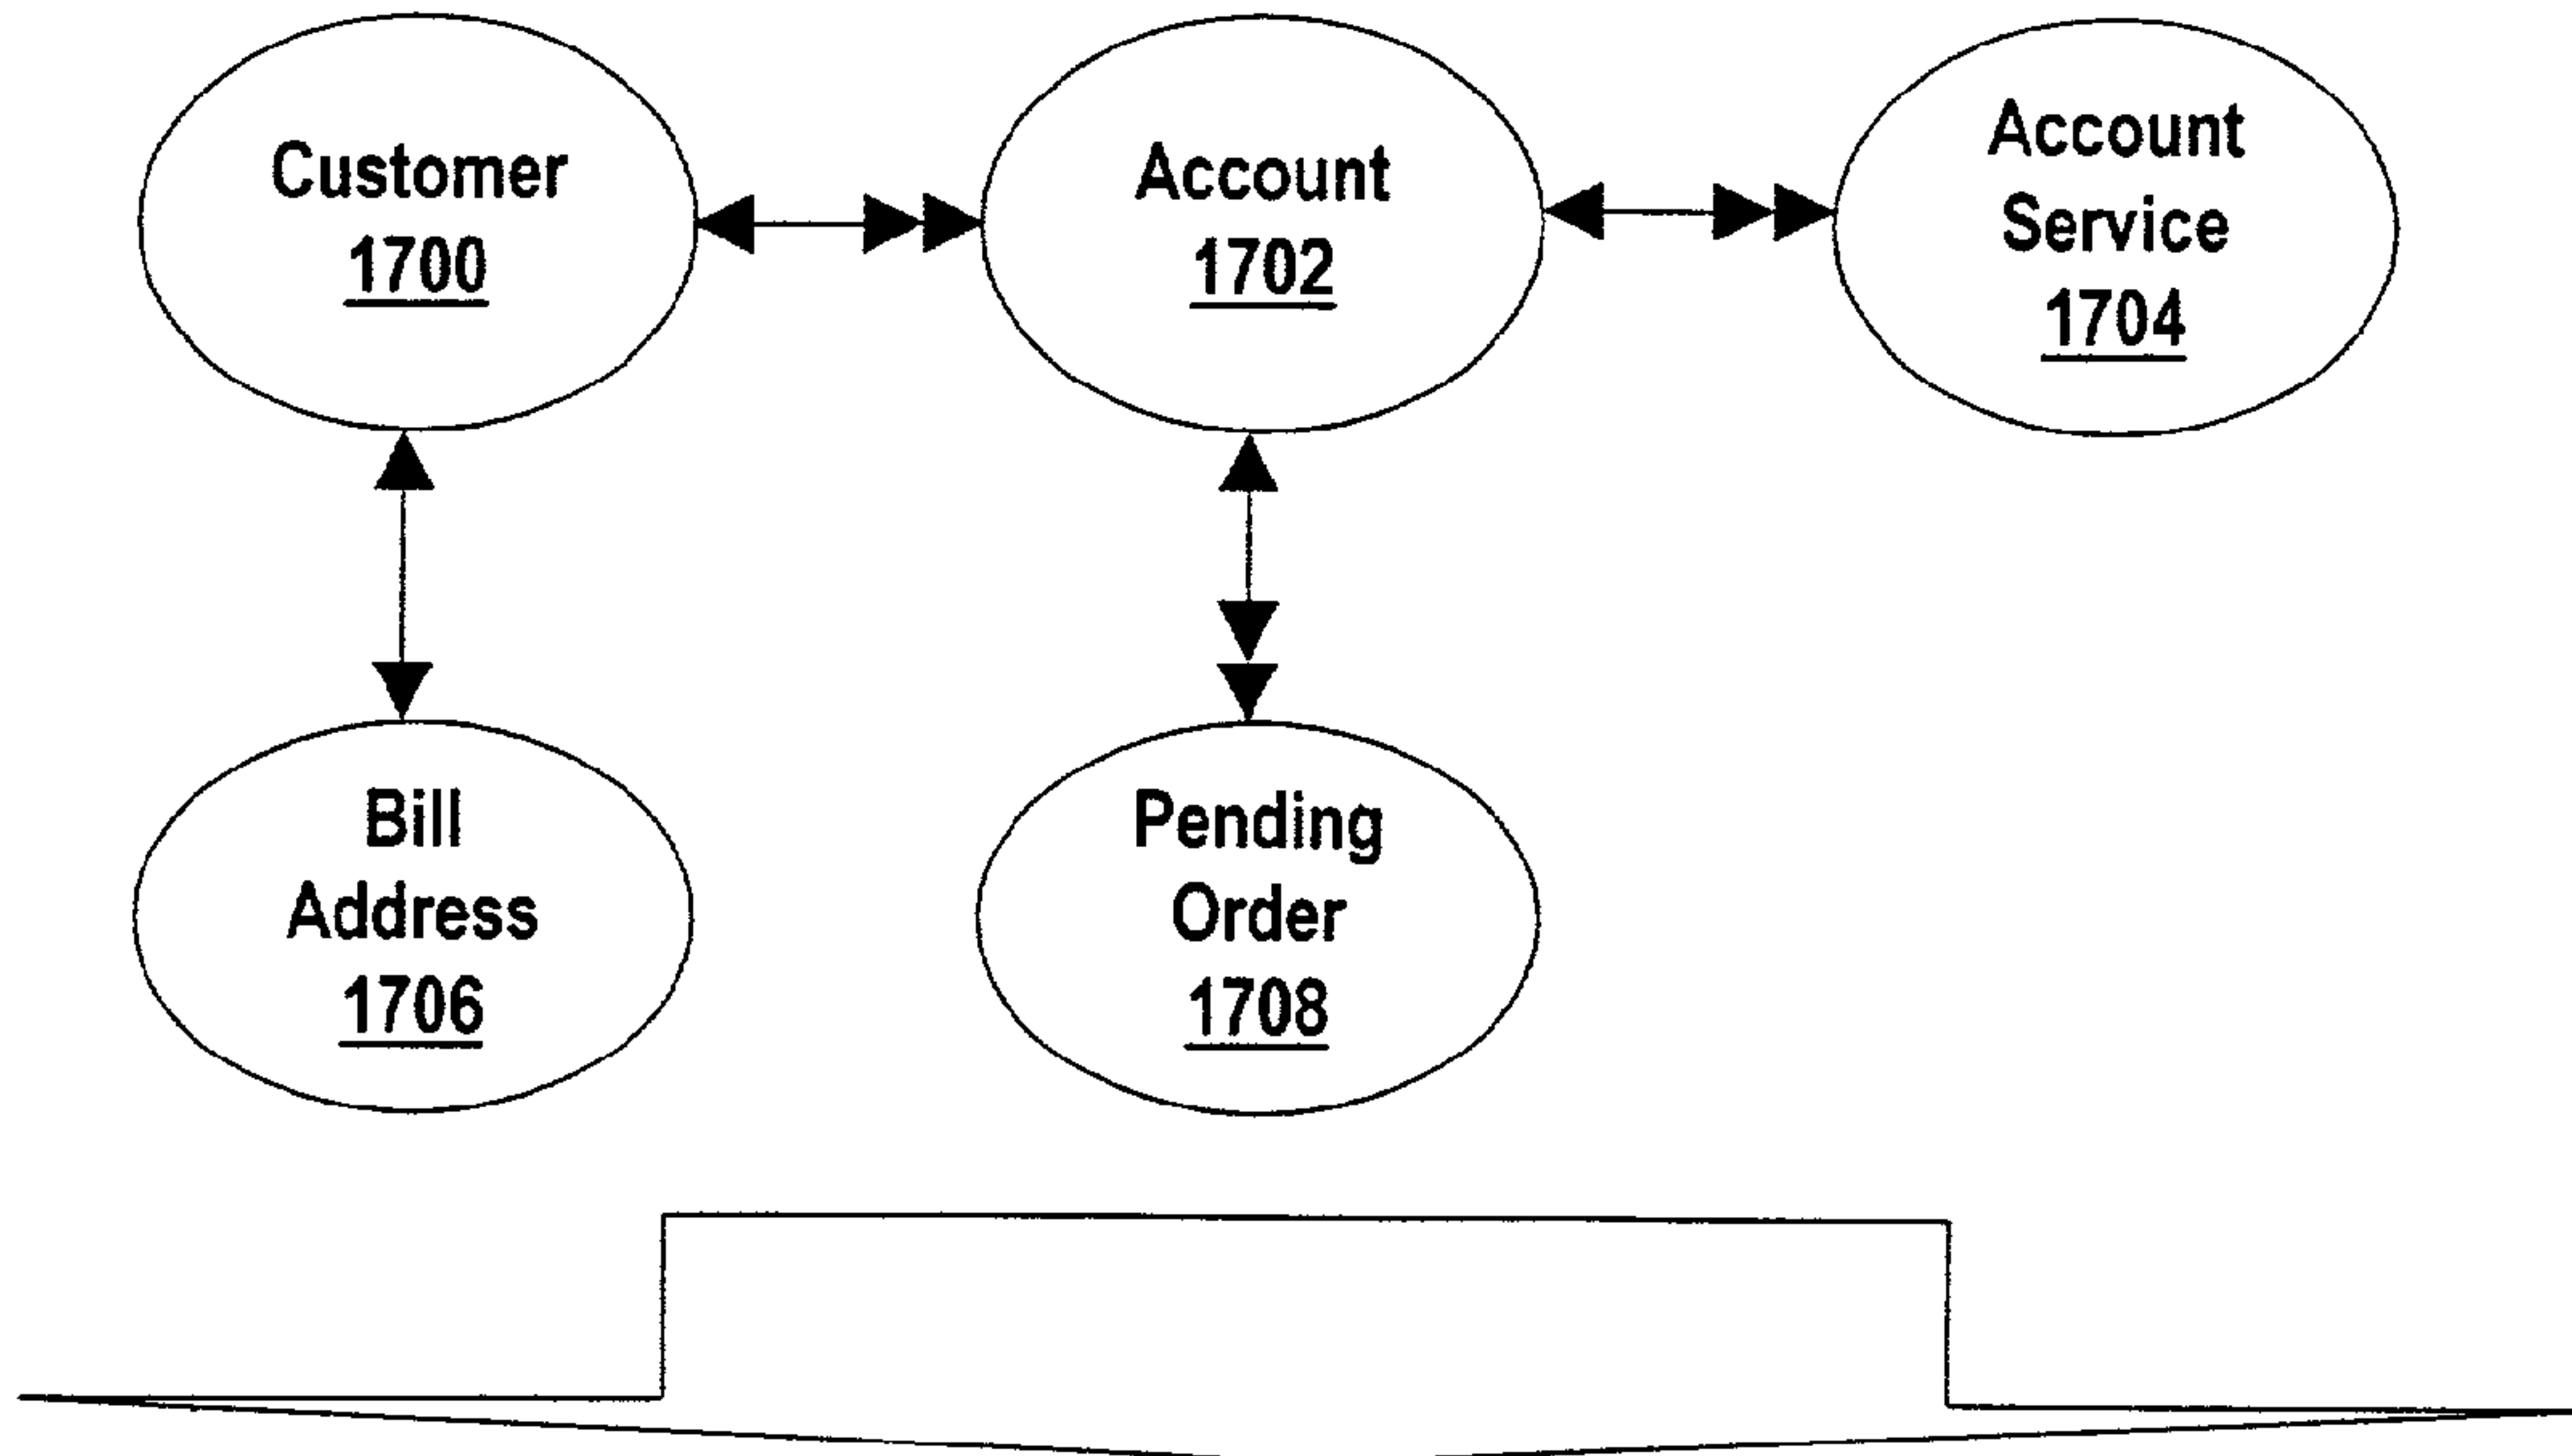 Customer
1700
Account
1702
Account
Service
1704
Bill
Address
1706
Pending
Order
1708